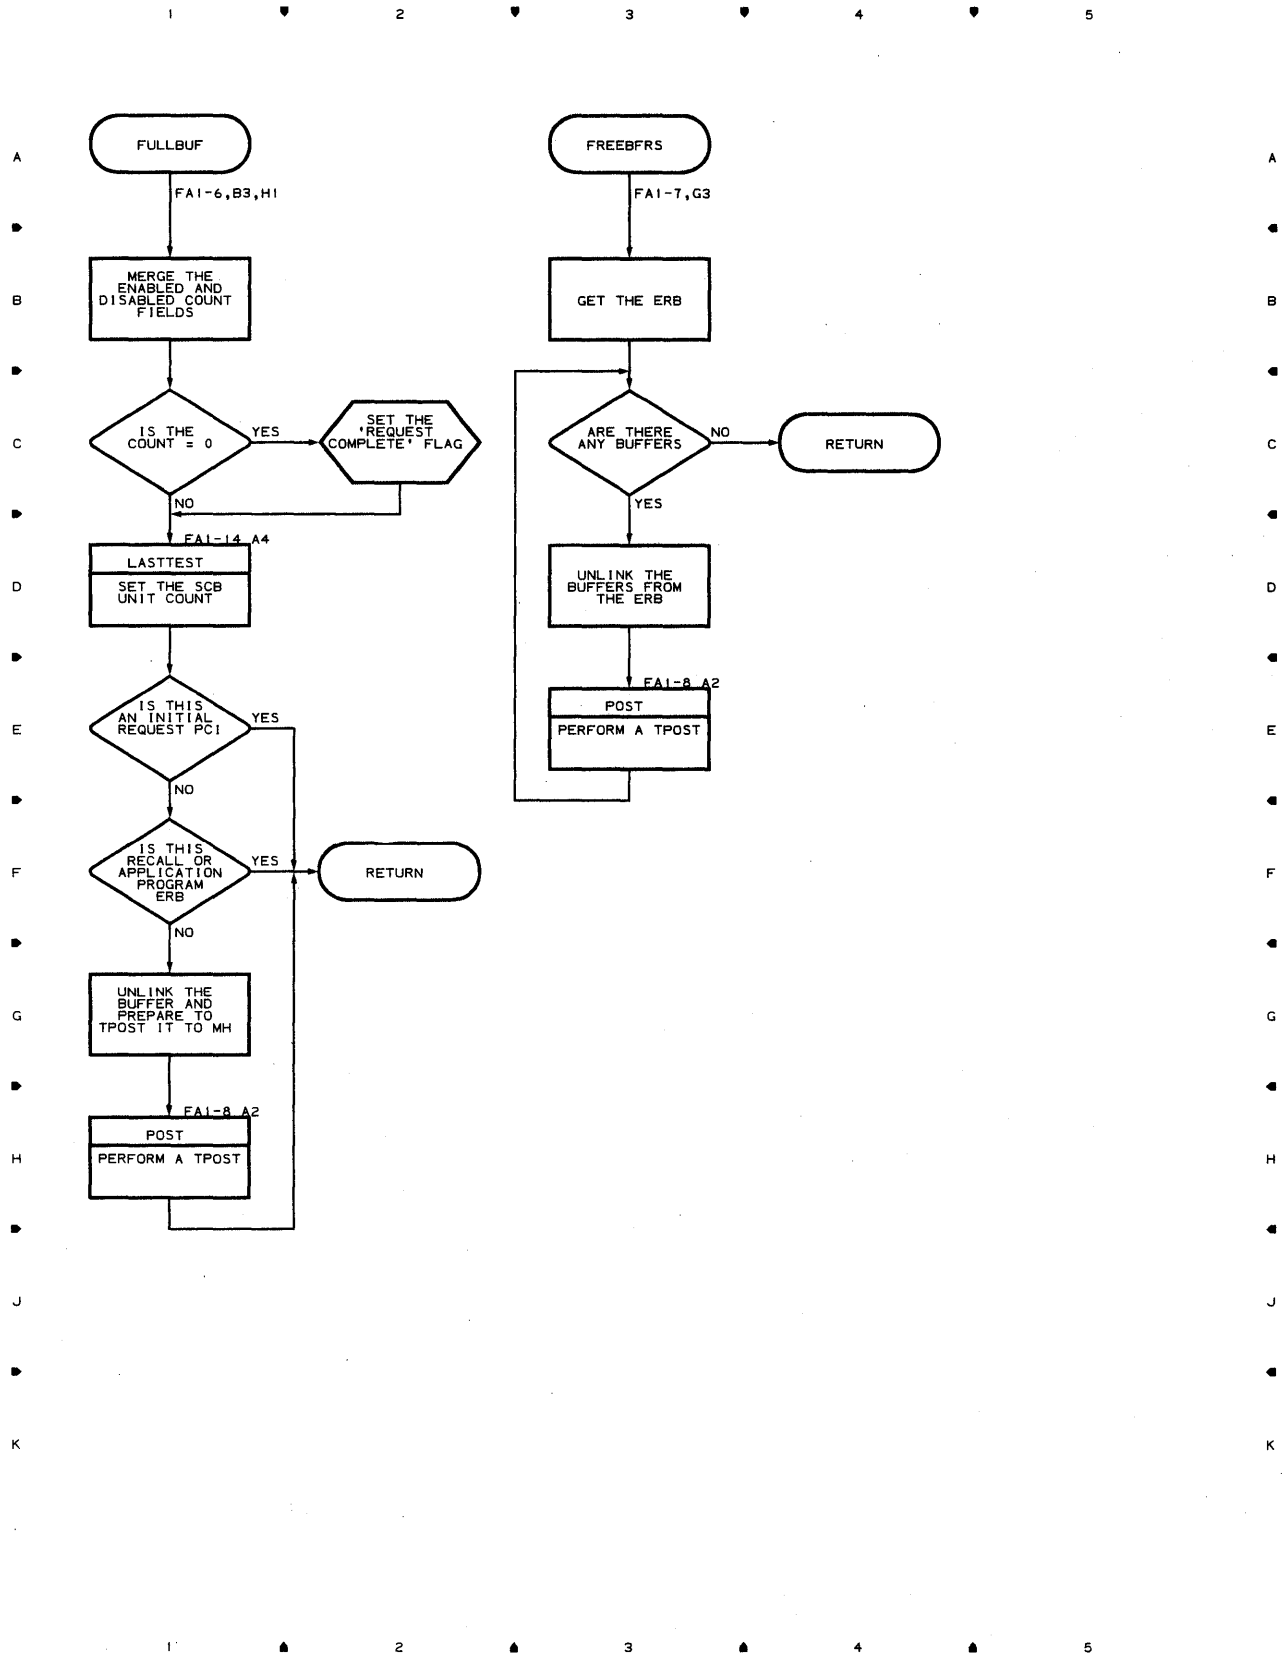 1 2 3 4 5
A
FULLBUF
FA1-6,B3,H1
B
MERGE THE
ENABLED AND
DISABLED COUNT
FIELDS
C
IS THE
COUNT = 0
YES
SET THE
'REQUEST
COMPLETE' FLAG
NO
FA1-14 A4
D
LASTTEST
SET THE SCB
UNIT COUNT
E
IS THIS
AN INITIAL
REQUEST PCI
YES
NO
F
IS THIS
RECALL OR
APPLICATION
PROGRAM
ERB
YES
RETURN
NO
G
UNLINK THE
BUFFER AND
PREPARE TO
TPOST IT TO MH
FA1-8 A2
H
POST
PERFORM A TPOST
J
K
FREEBFRS
FA1-7,G3
GET THE ERB
ARE THERE
ANY BUFFERS
NO
RETURN
YES
UNLINK THE
BUFFERS FROM
THE ERB
FA1-8 A2
POST
PERFORM A TPOST
A
B
C
D
E
F
G
H
J
K
1 2 3 4 5